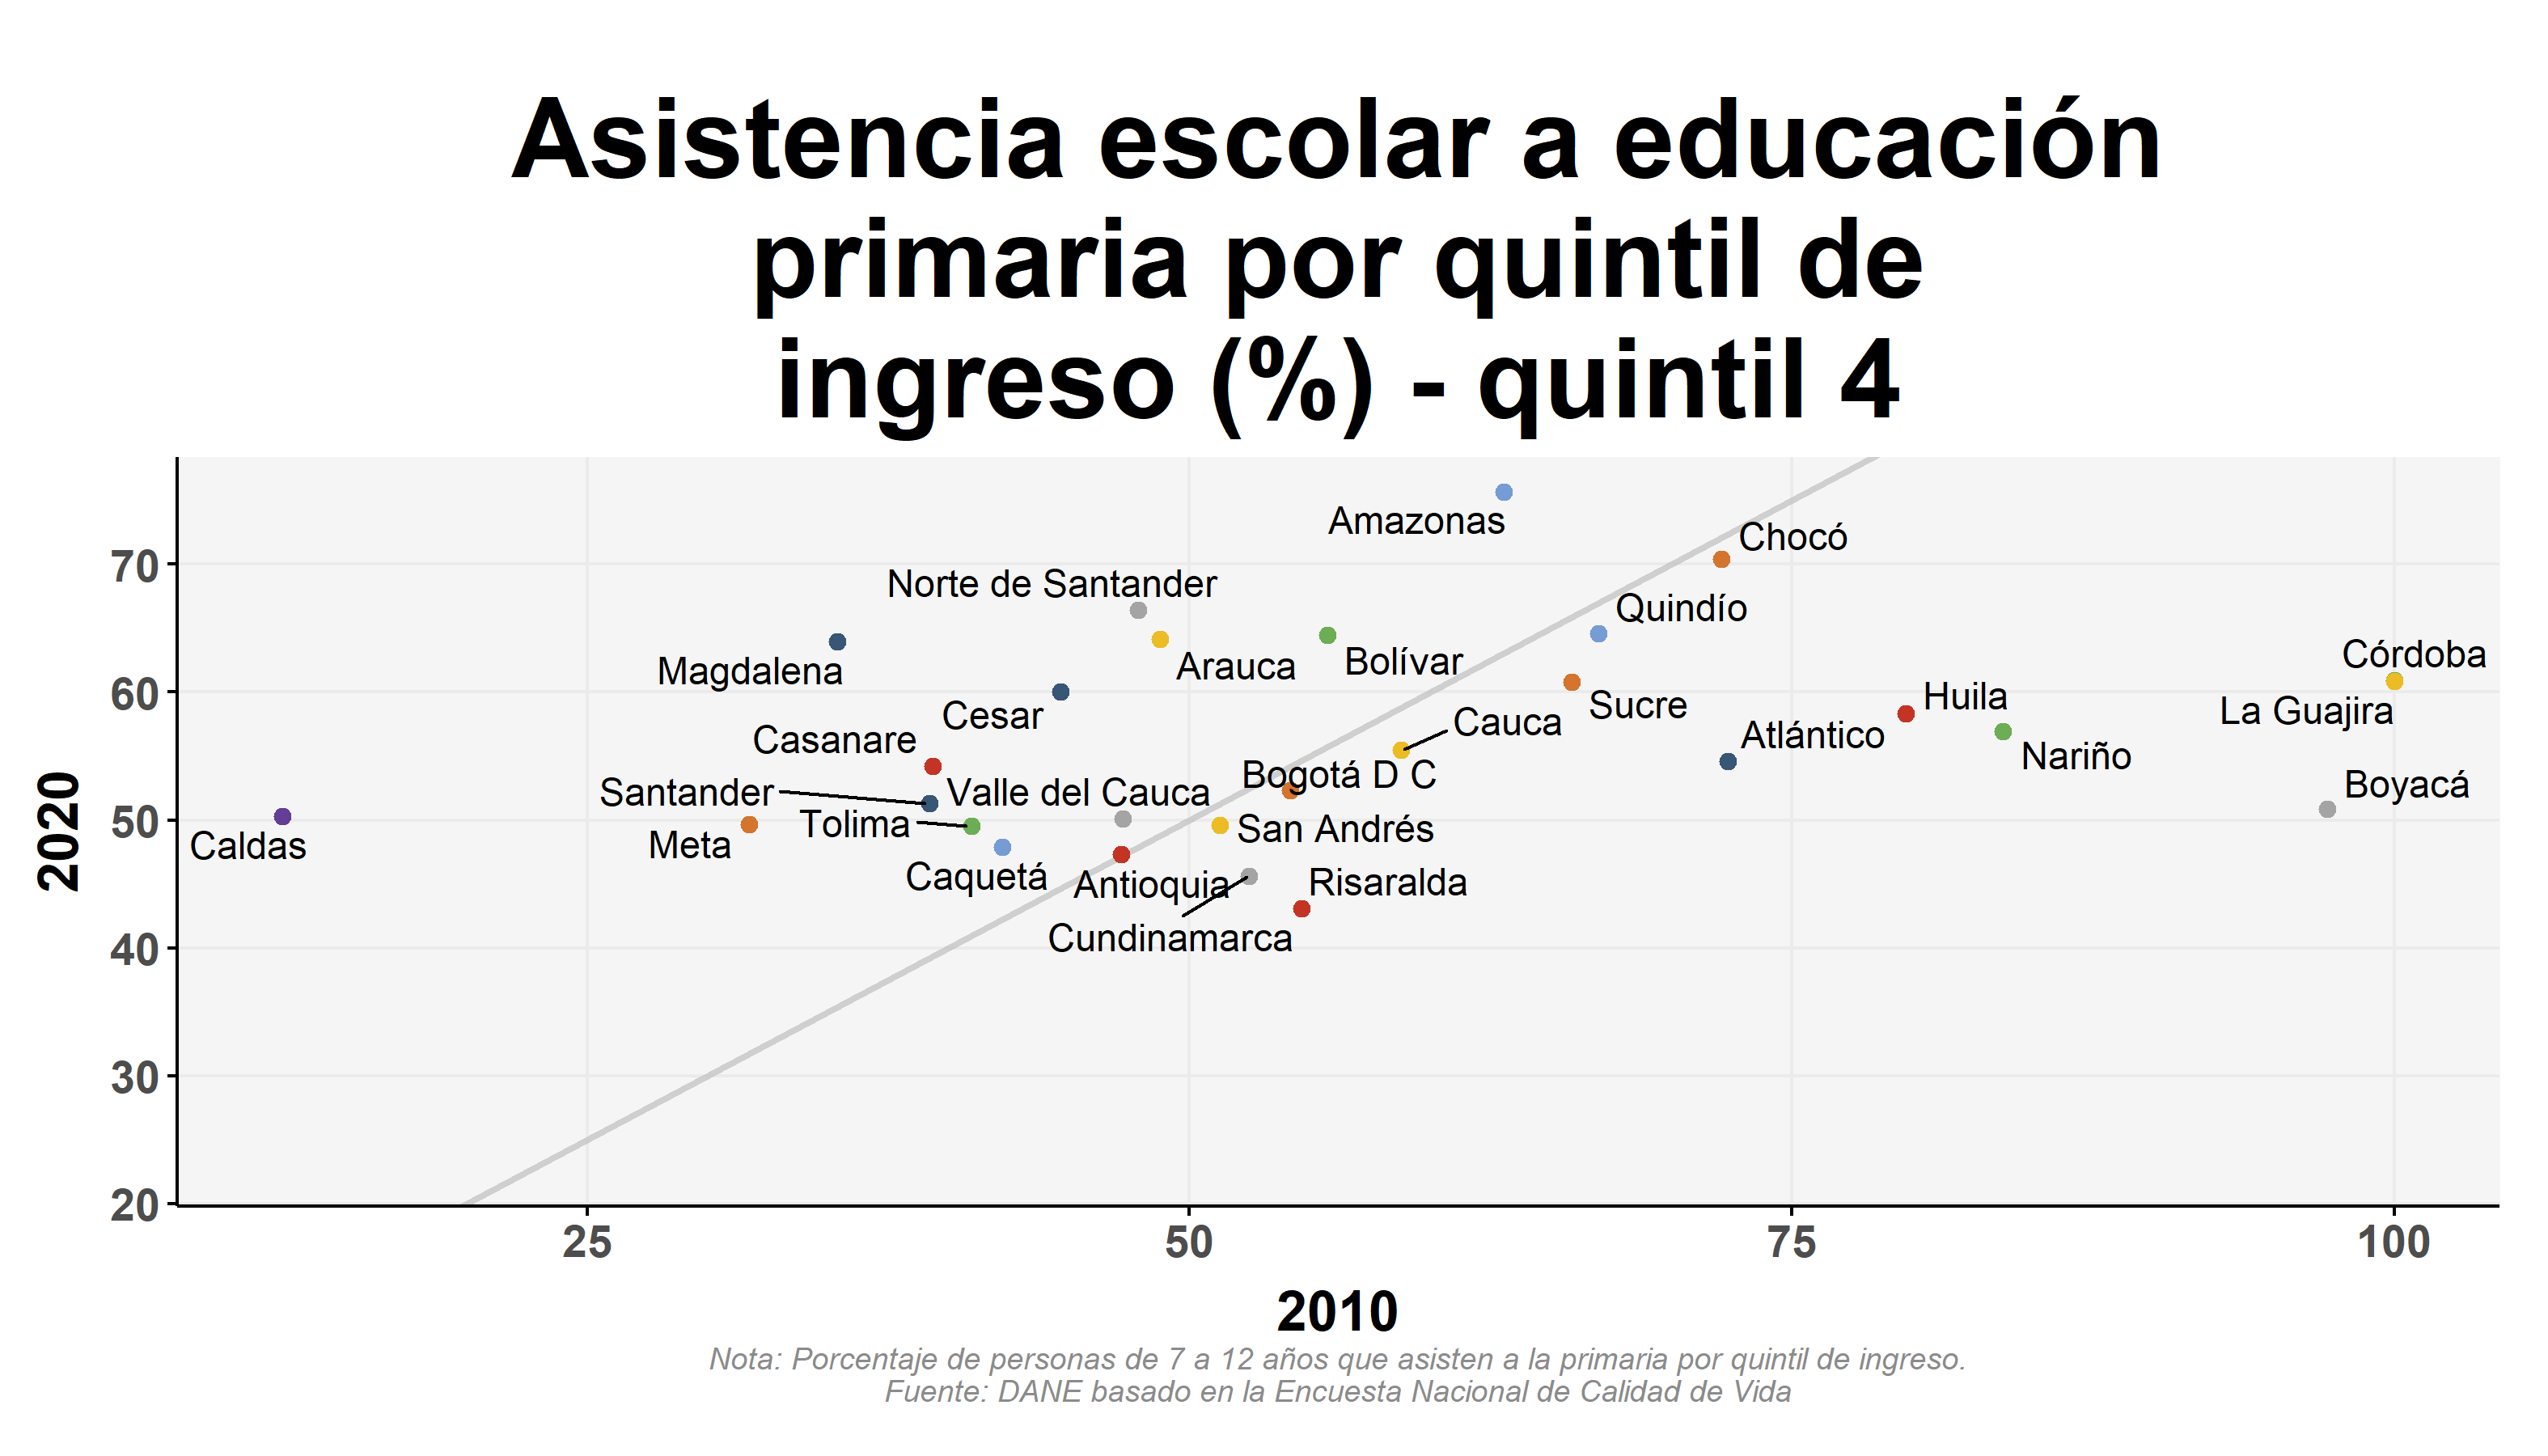 Asistencia escolar a educación
primaria por quintil de
ingreso (%) - quintil 4
Amazonas
Chocó
70
Norte de Santander
Quindío
Córdoba
Magdalena
Arauca
Bolívar
60
Huila
Sucre
La Guajira
Cesar
Cauca
Casanare
Atlántico
Nariño
Bogotá D C
Boyacá
Santander
Valle del Cauca
50
Tolima
San Andrés
Caldas
Meta
Caquetá
Antioquia
Risaralda
Cundinamarca
40
30
20
2020
25
50
75
100
2010
Nota: Porcentaje de personas de 7 a 12 años que asisten a la primaria por quintil de ingreso.
Fuente: DANE basado en la Encuesta Nacional de Calidad de Vida